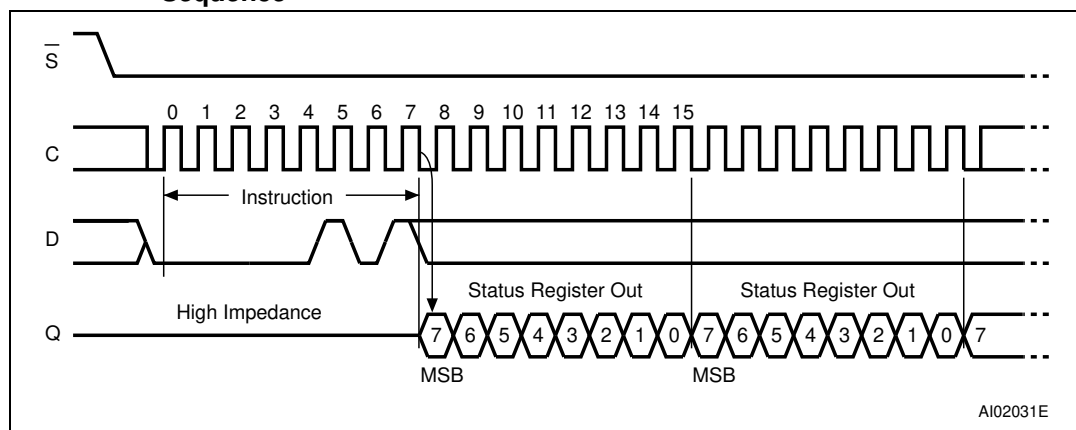 Sequence
S
0 1 2 3 4 5 6 7 8 9 10 11 12 13 14 15
C
Instruction
D
High Impedance
Status Register Out Status Register Out
Q
7 6 5 4 3 2 1 0 7 6 5 4 3 2 1 0 7
MSB MSB
AI02031E